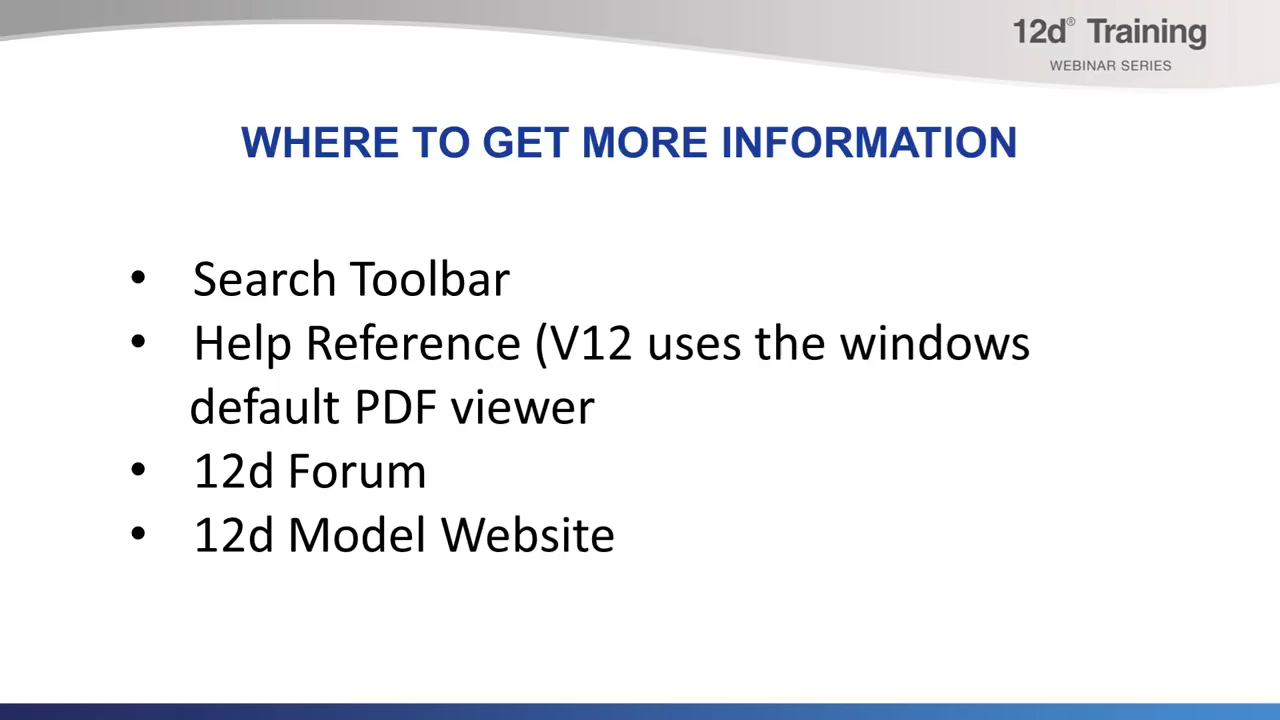 12d® Training
WEBINAR SERIES
WHERE TO GET MORE INFORMATION
• Search Toolbar
• Help Reference (V12 uses the windows
default PDF viewer
• 12d Forum
• 12d Model Website